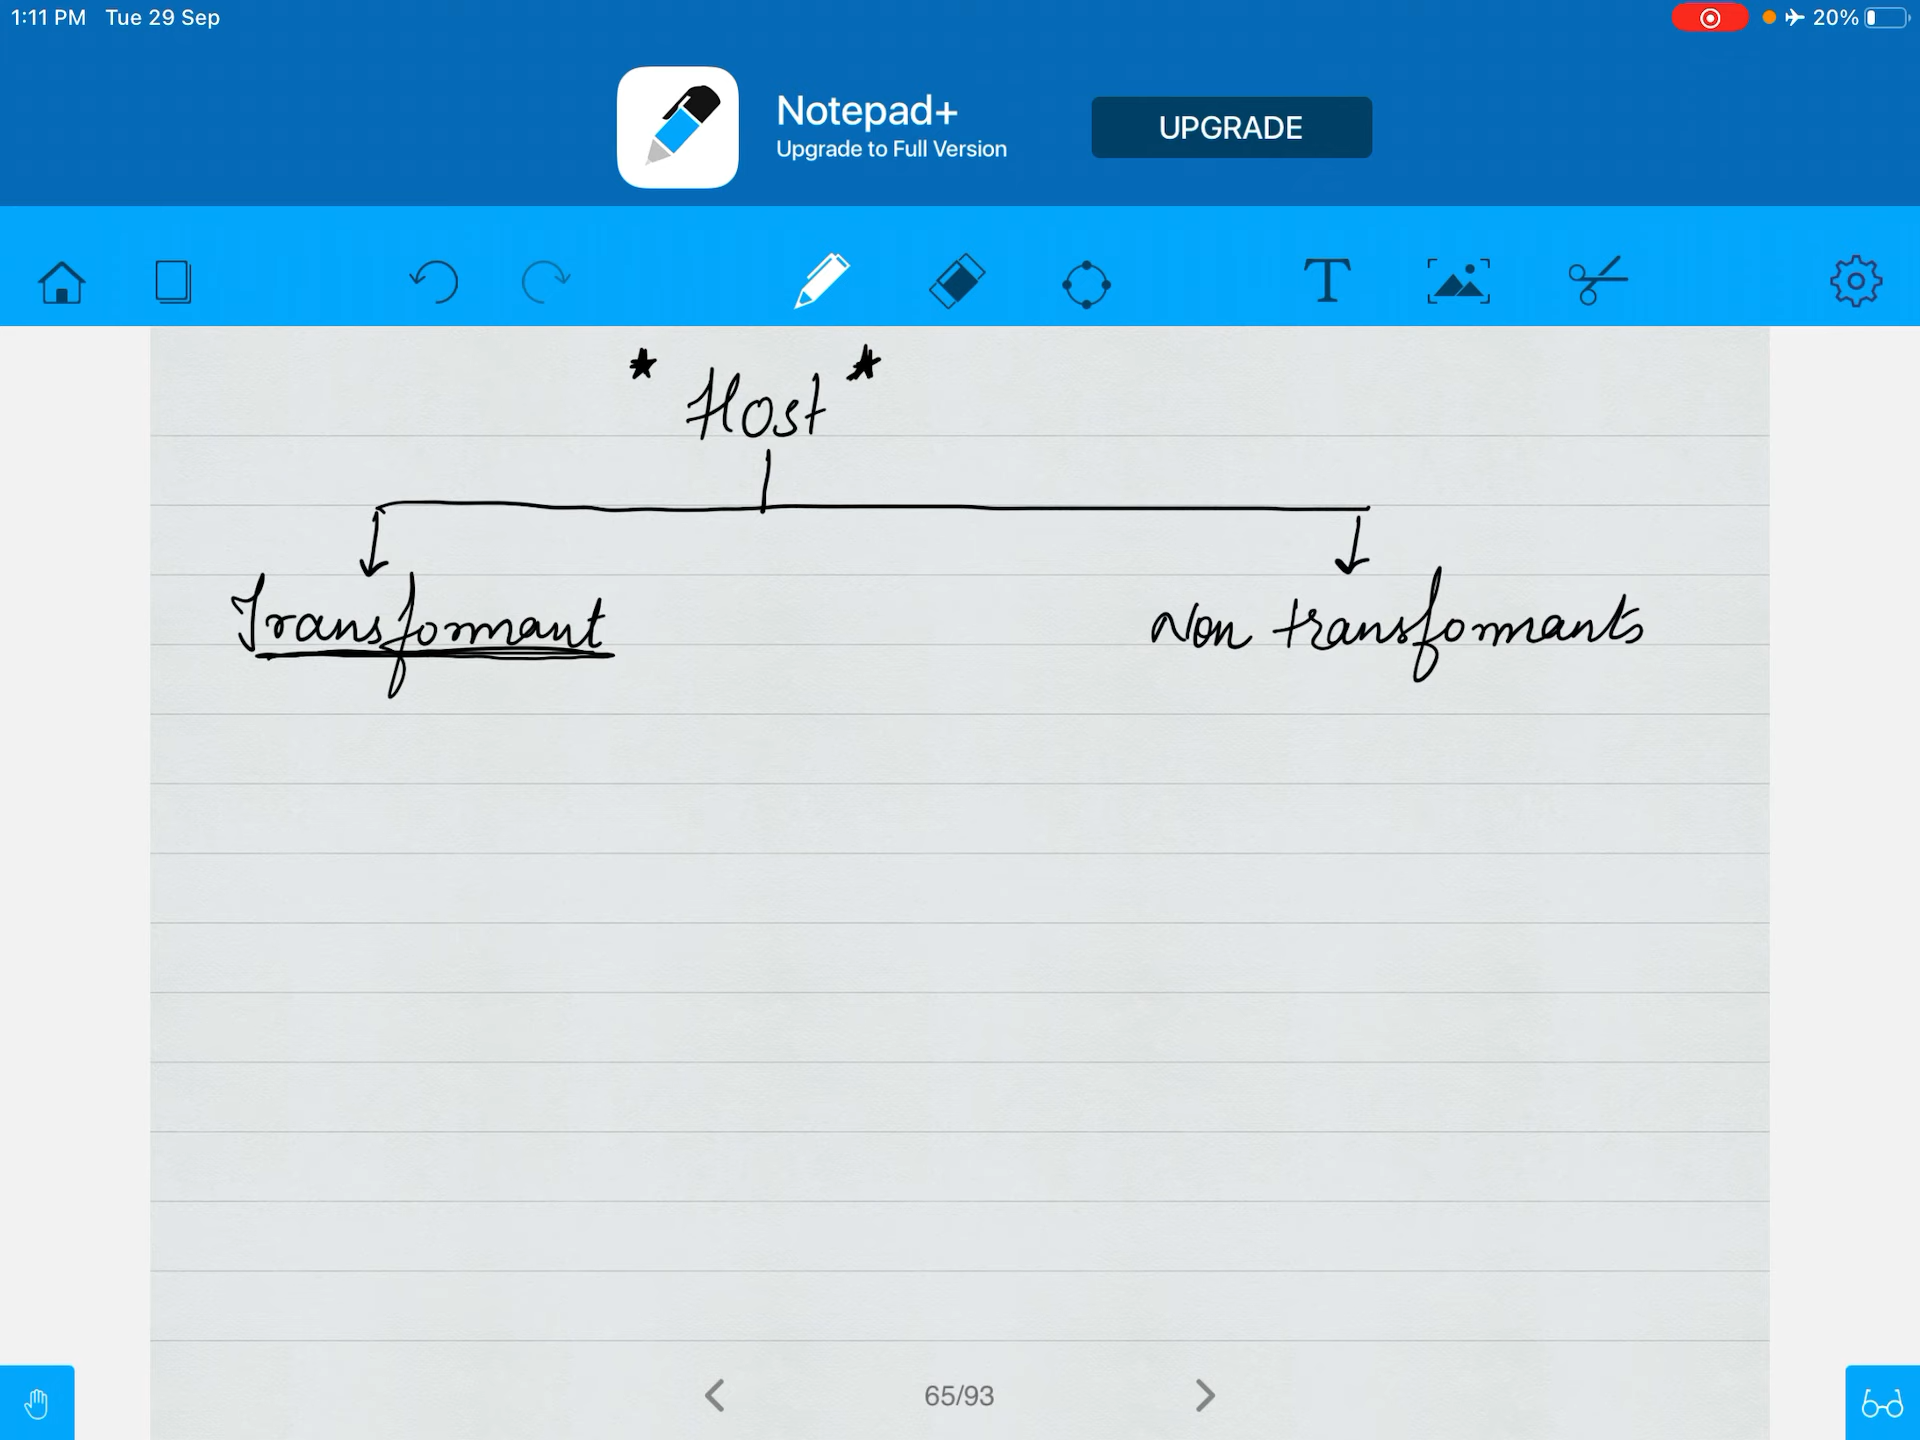 1:11 PM Tue 29 Sep
20%
Notepad+
Upgrade to Full Version
UPGRADE
T
* Host *
Transformant
Non transformants
65/93